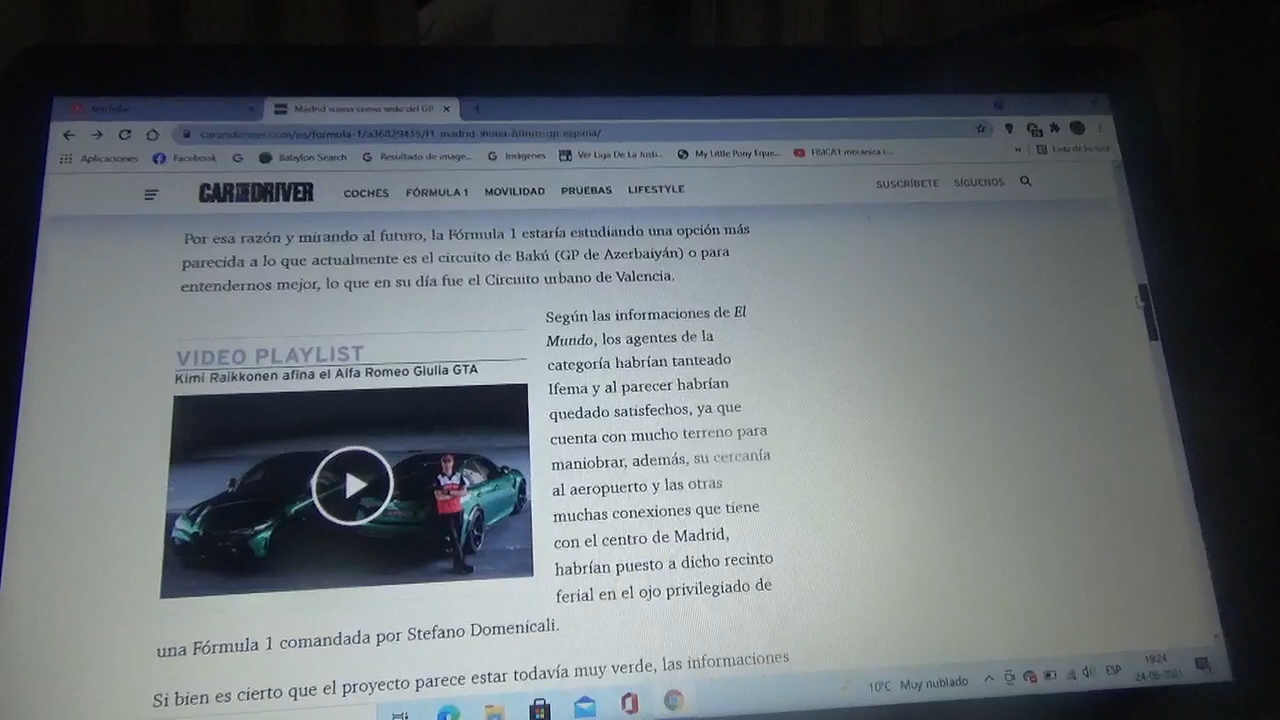 YouTube
Madrid suena como sede del GP
caranddriver.com/es/formula-1/a36829455/f1-madrid-ifema-futuro-gp-espana/
Aplicaciones Facebook Babylon Search Resultado de image... Imágenes Ver Liga De La Justi... My Little Pony Eque... FISICA1 mecánica
CAR AND DRIVER COCHES FÓRMULA 1 MOVILIDAD PRUEBAS LIFESTYLE SUSCRÍBETE SÍGUENOS
Por esa razón y mirando al futuro, la Fórmula 1 estaría estudiando una opción más
parecida a lo que actualmente es el circuito de Bakú (GP de Azerbaiyán) o para
entendernos mejor, lo que en su día fue el Circuito urbano de Valencia.
VIDEO PLAYLIST
Kimi Raikkonen afina el Alfa Romeo Giulia GTA
Según las informaciones de El
Mundo, los agentes de la
categoría habrían tanteado
Ifema y al parecer habrían
quedado satisfechos, ya que
cuenta con mucho terreno para
maniobrar, además, su cercanía
al aeropuerto y las otras
muchas conexiones que tiene
con el centro de Madrid,
habrían puesto a dicho recinto
ferial en el ojo privilegiado de
una Fórmula 1 comandada por Stefano Domenicali.
Si bien es cierto que el proyecto parece estar todavía muy verde, las informaciones
10°C Muy nublado ESP 19:24
24-06-2021